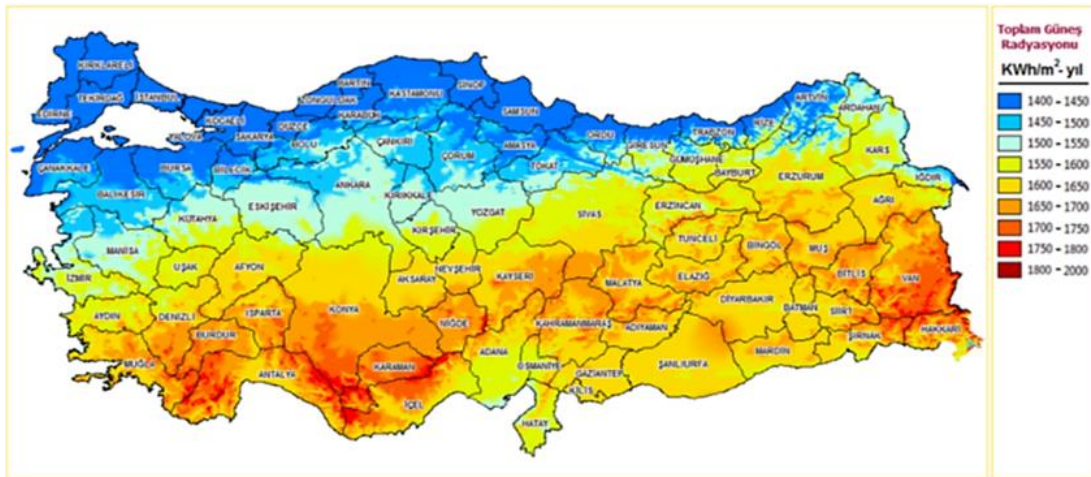 KIRKLARELİ
EDİRNE
TEKİRDAĞ
İSTANBUL
KOCAELİ
YALOVA
SAKARYA
DÜZCE
ZONGULDAK
BARTIN
KARABÜK
KASTAMONU
SİNOP
SAMSUN
ORDU
GİRESUN
TRABZON
RİZE
ARTVİN
ARDAHAN
ÇANAKKALE
BALIKESİR
BURSA
BİLECİK
BOLU
ÇANKIRI
ÇORUM
AMASYA
TOKAT
GÜMÜŞHANE
BAYBURT
ERZURUM
KARS
IĞDIR
KÜTAHYA
ESKİŞEHİR
ANKARA
KIRIKKALE
YOZGAT
SİVAS
ERZİNCAN
AĞRI
MANİSA
İZMİR
UŞAK
AFYON
KIRŞEHİR
NEVŞEHİR
AKSARAY
KAYSERİ
MALATYA
TUNCELİ
ELAZIĞ
BİNGÖL
MUŞ
BİTLİS
VAN
AYDIN
DENİZLİ
ISPARTA
BURDUR
KONYA
NİĞDE
KAHRAMANMARAŞ
ADIYAMAN
DİYARBAKIR
BATMAN
SİİRT
ŞIRNAK
HAKKARİ
MUĞLA
ANTALYA
KARAMAN
İÇEL
ADANA
OSMANİYE
GAZİANTEP
KİLİS
ŞANLIURFA
MARDİN
HATAY
Toplam Güneş
Radyasyonu
KWh/m²-yıl
1400 - 1450
1450 - 1500
1500 - 1550
1550 - 1600
1600 - 1650
1650 - 1700
1700 - 1750
1750 - 1800
1800 - 2000